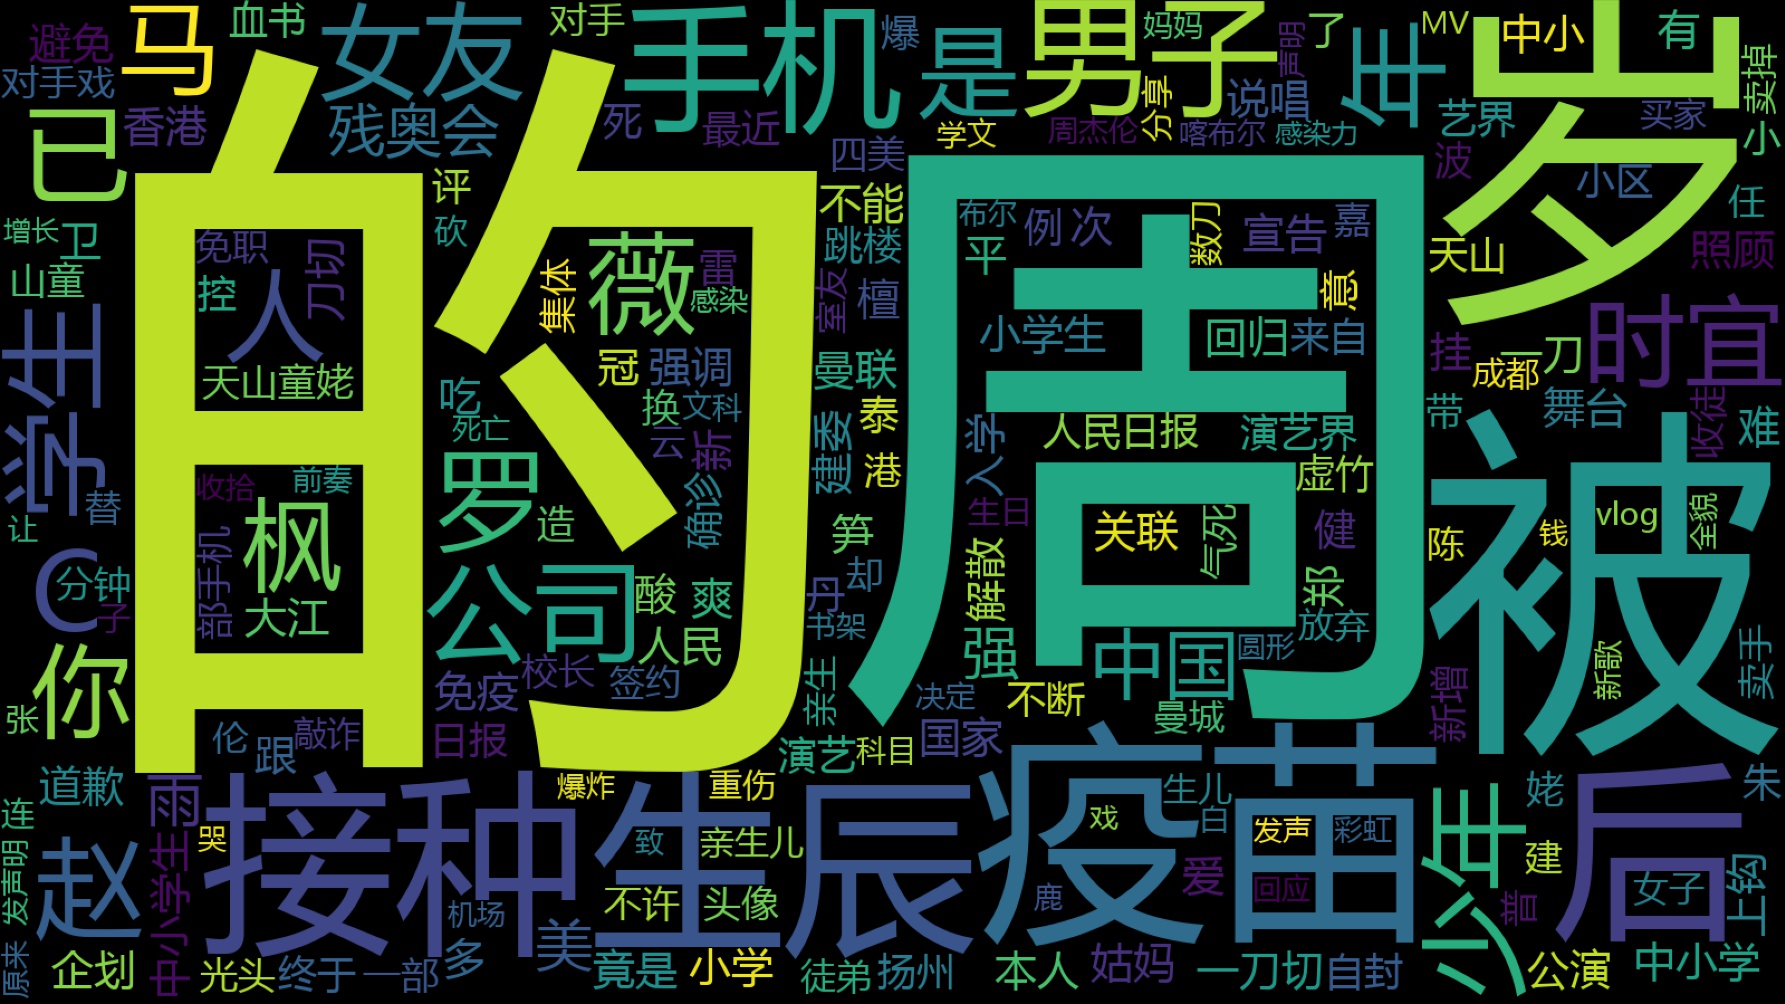 避免
马
血书
女友
对手
手机
爆
是
男子
妈妈
声明
了
年
MV
中小
岁
有
卖掉
对手戏
已
香港
残奥会
死
最近
学文
周杰伦
分享
喀布尔
说唱
感染力
艺界
买家
小
的
评
四美
周
波
小区
任
增长
卫
免职
刀切
砍
集体
薇
雷
不能
跳楼
布尔
例
次
数刀
宣告
嘉
天山
照顾
山童
控
人
感染
室友
檀
平
意
时宜
学生
天山童姥
冠
强调
曼联
小学生
回归
来自
挂
一刀
成都
吃
换
文科
泰
人民日报
演艺界
带
舞台
收徒
难
死亡
云
新
建委
入学
被
替
收拾
前奏
罗
港
虚竹
让
枫
造
确诊
笋
生日
关联
气死
健
陈
钱
vlog
全貌
C
分钟
部手机
公司
却
解散
郑
子
大江
酸
爽
丹
书架
放弃
你
人民
强
中国
圆形
新歌
卖手
张
免疫
校长
签约
亲生
决定
不断
曼城
新增
伦
跟
敲诈
日报
演艺
科目
国家
道歉
雨
接种
爆炸
生辰
重伤
疫苗
生儿
少年
后
姥
朱
连
哭
致
亲生儿
戏
白
发声
彩虹
建
发声明
赵
中小学生
不许
头像
鹿
爱
回应
普
女子
上钩
机场
美
原来
企划
光头
终于
一部
多
竟是
小学
徒弟
扬州
本人
姑妈
一刀切
自封
公演
中小学